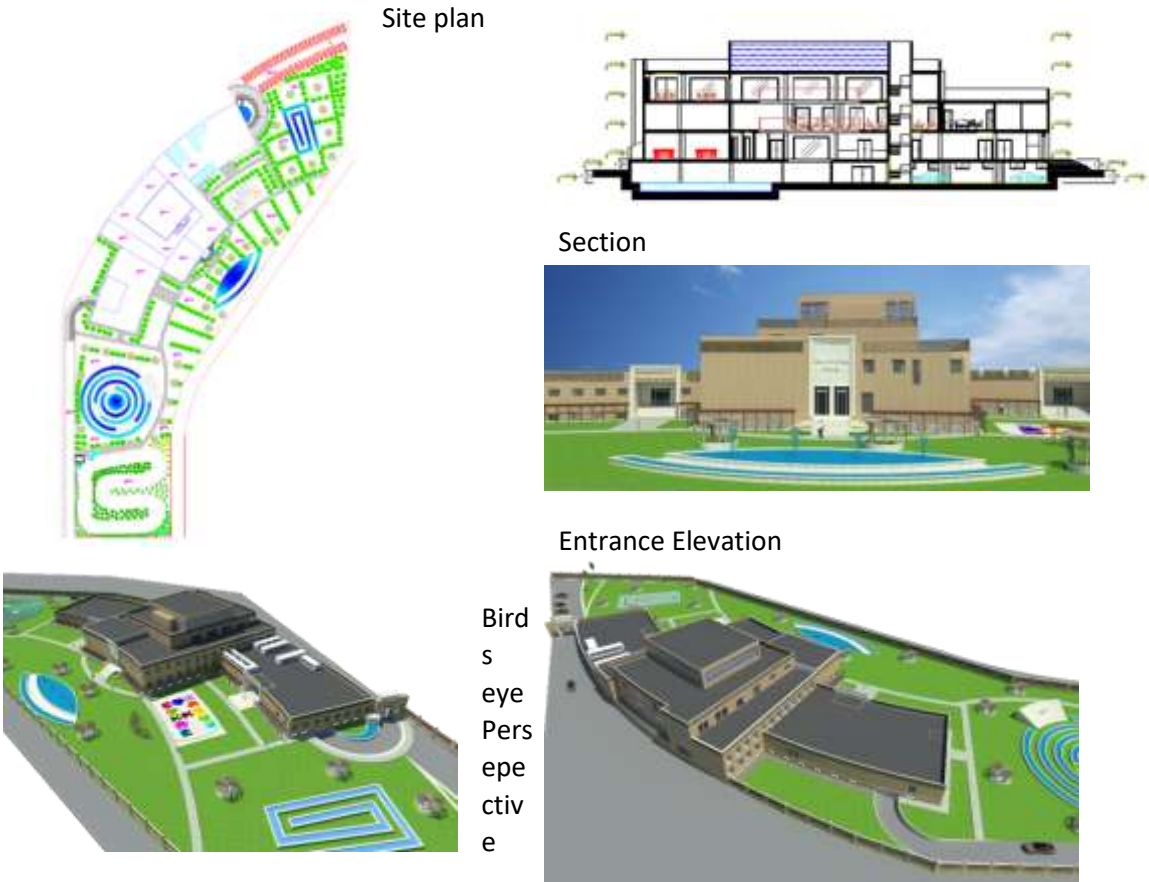 Site plan
Section
Entrance Elevation
Bird
s
eye
Pers
epe
ctiv
e